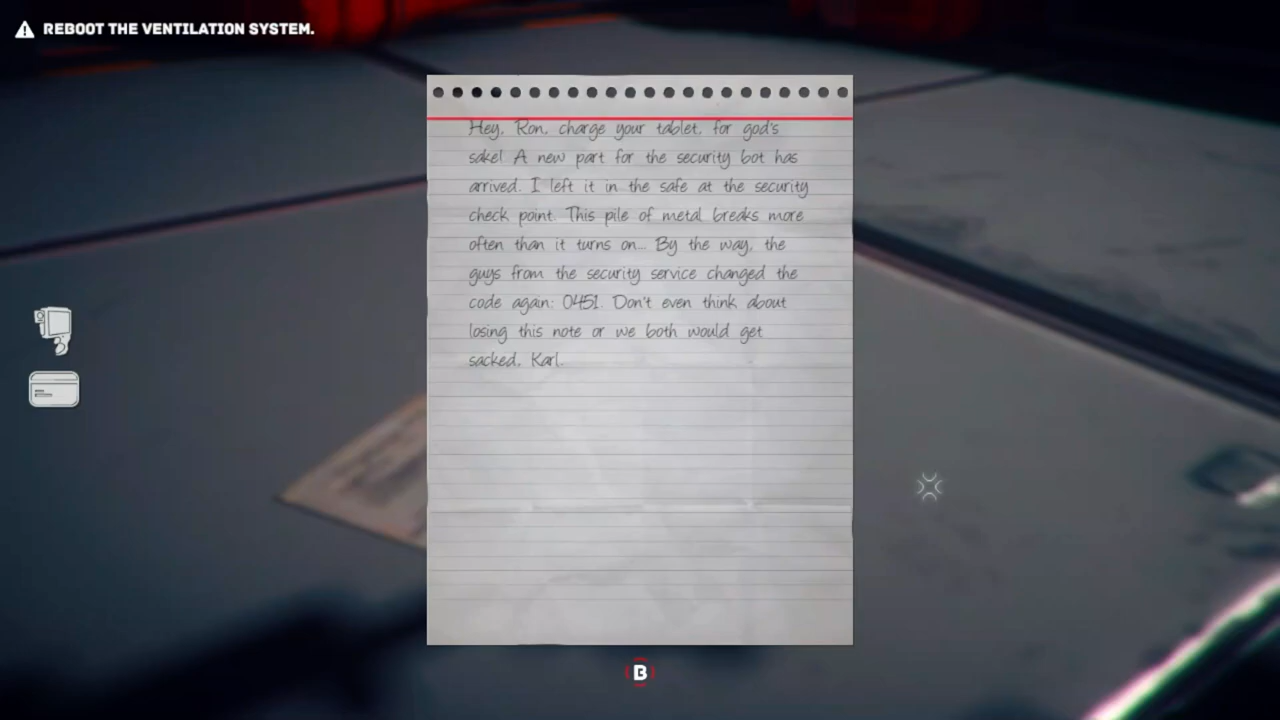 REBOOT THE VENTILATION SYSTEM.
Hey, Ron, charge your tablet, for god's
sake! A new part for the security bot has
arrived. I left it in the safe at the security
check point. This pile of metal breaks more
often than it turns on... By the way, the
guys from the security service changed the
code again: 0451. Don't even think about
losing this note or we both would get
sacked. Karl.
B